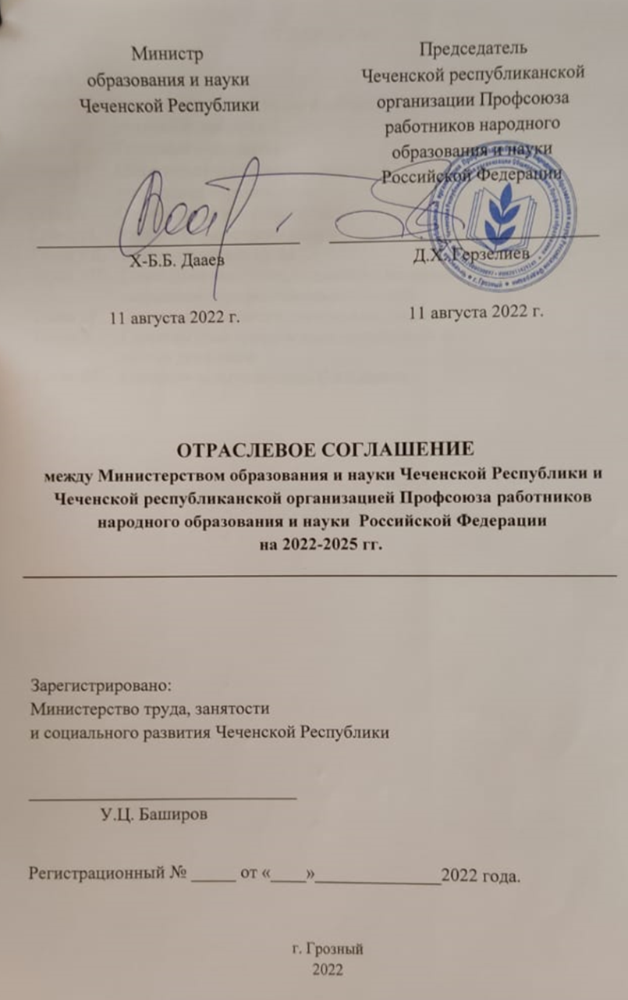 Министр
образования и науки
Чеченской Республики
Председатель
Чеченской республиканской
организации Профсоюза
работников народного
образования и науки
Российской Федерации
Х-Б.Б. Дааев
Д.Х. Герзелиев
11 августа 2022 г.
11 августа 2022 г.
ОТРАСЛЕВОЕ СОГЛАШЕНИЕ
между Министерством образования и науки Чеченской Республики и
Чеченской республиканской организацией Профсоюза работников
народного образования и науки Российской Федерации
на 2022-2025 гг.
Зарегистрировано:
Министерство труда, занятости
и социального развития Чеченской Республики
У.Ц. Баширов
Регистрационный № _____ от «____»______________2022 года.
г. Грозный
2022